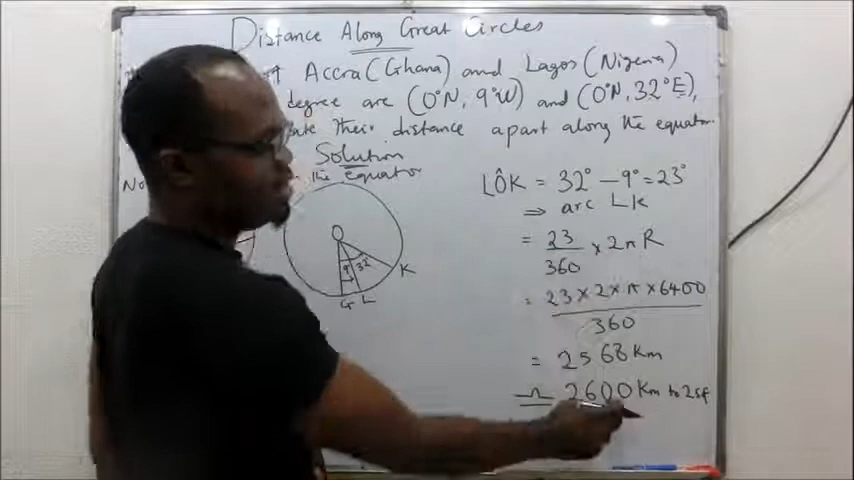 Distance Along Great Circles
Accra (Ghana) and Lagos (Nigeria)
degree are (0°N, 9°W) and (0°N, 32°E),
their distance apart along the equator.
Solution
the equator
LÔK = 32° - 9° = 23°
⇒ arc LK
= 23/360 × 2πR
= 23 × 2 × π × 6400
360
= 2568 Km
≏ 2600 Km to 2sf
O
9 32
K
G L